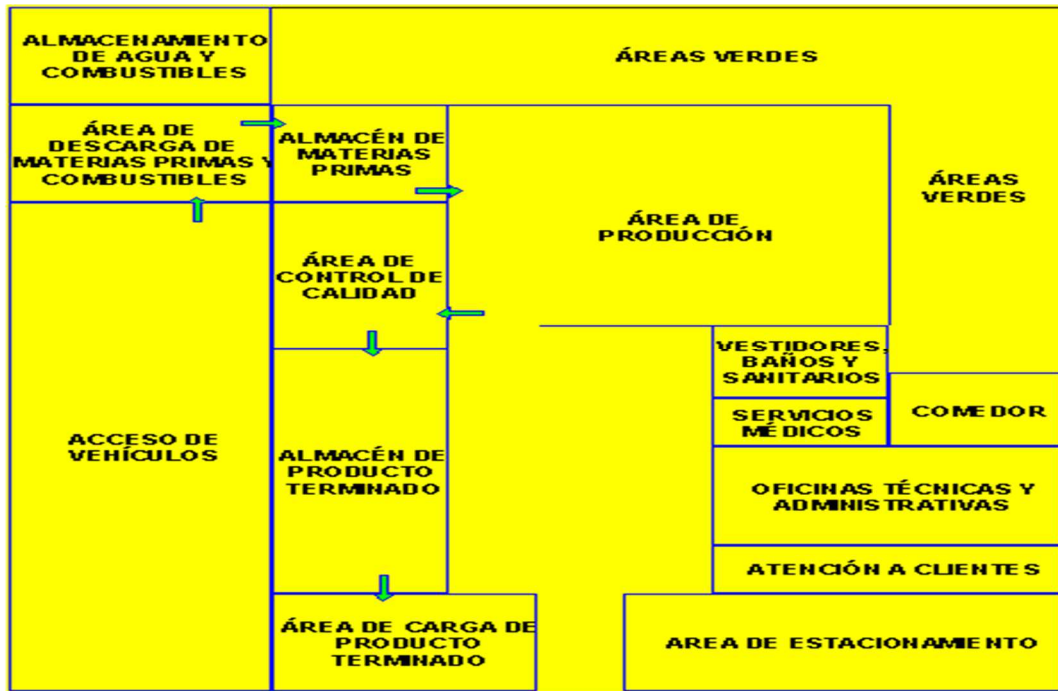 ALMACENAMIENTO
DE AGUA Y
COMBUSTIBLES
ÁREAS VERDES
ÁREA DE
DESCARGA DE
MATERIAS PRIMAS Y
COMBUSTIBLES
ALMACÉN DE
MATERIAS
PRIMAS
ÁREAS
VERDES
ÁREA DE
PRODUCCIÓN
ÁREA DE
CONTROL DE
CALIDAD
VESTIDORES,
BAÑOS Y
SANITARIOS
COMEDOR
SERVICIOS
MÉDICOS
ACCESO DE
VEHÍCULOS
ALMACÉN DE
PRODUCTO
TERMINADO
OFICINAS TÉCNICAS Y
ADMINISTRATIVAS
ATENCIÓN A CLIENTES
ÁREA DE CARGA DE
PRODUCTO
TERMINADO
AREA DE ESTACIONAMIENTO